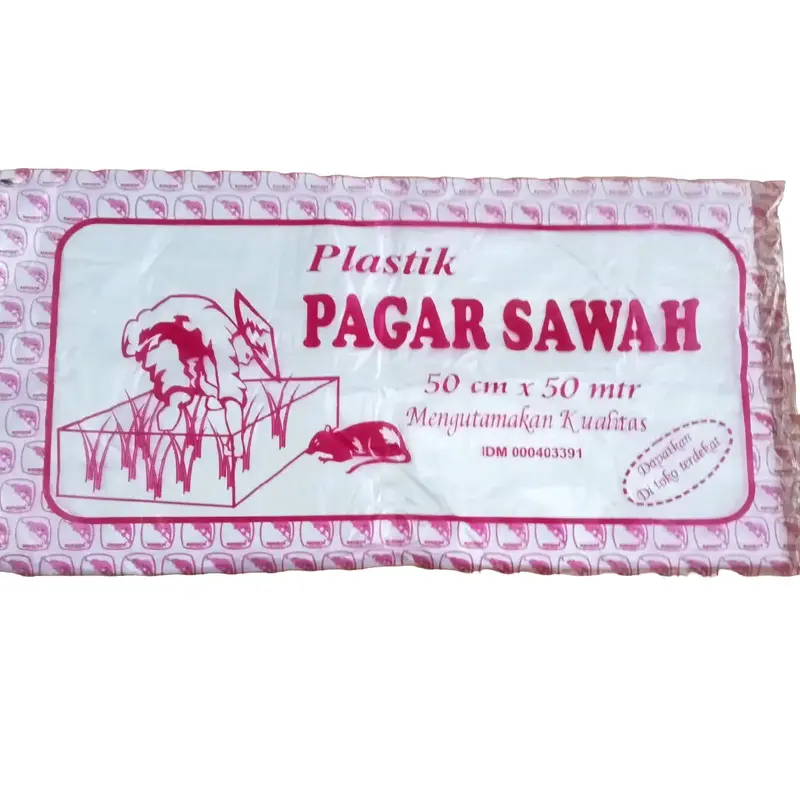 Plastik
PAGAR SAWAH
50 cm x 50 mtr
Mengutamakan Kualitas
IDM 000403391
Dapatkan
Di toko terdekat